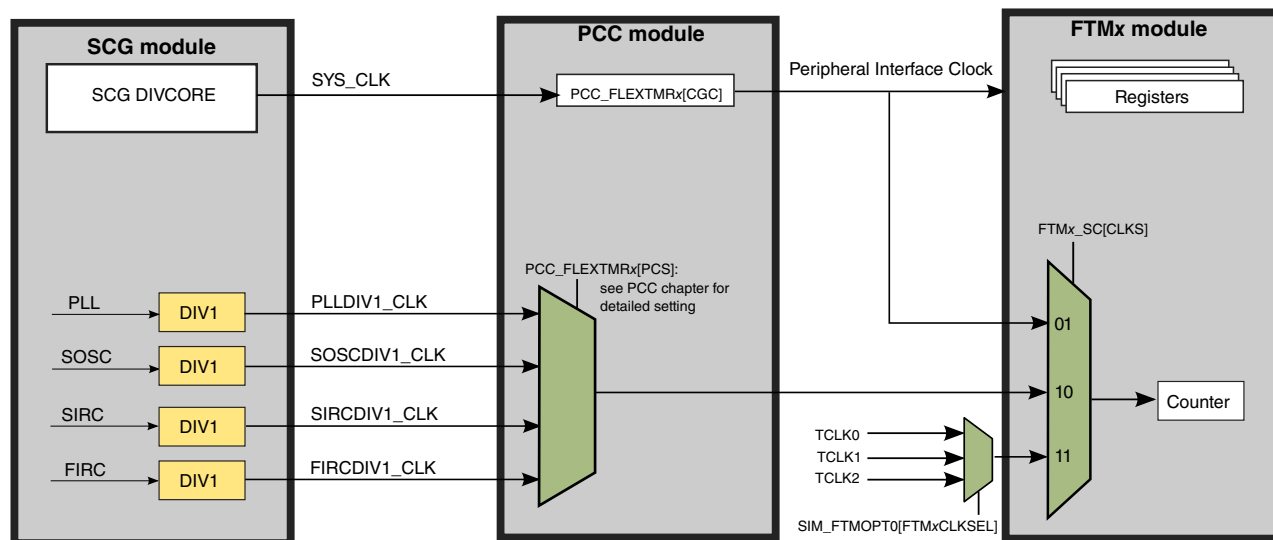 SCG module
PCC module
FTMx module
SCG DIVCORE
SYS_CLK
PCC_FLEXTMRx[CGC]
Peripheral Interface Clock
Registers
FTMx_SC[CLKS]
PCC_FLEXTMRx[PCS]:
see PCC chapter for
detailed setting
PLL
DIV1
PLLDIV1_CLK
01
SOSC
DIV1
SOSCDIV1_CLK
10
Counter
SIRC
DIV1
SIRCDIV1_CLK
TCLK0
TCLK1
TCLK2
11
FIRC
DIV1
FIRCDIV1_CLK
SIM_FTMOPT0[FTMxCLKSEL]